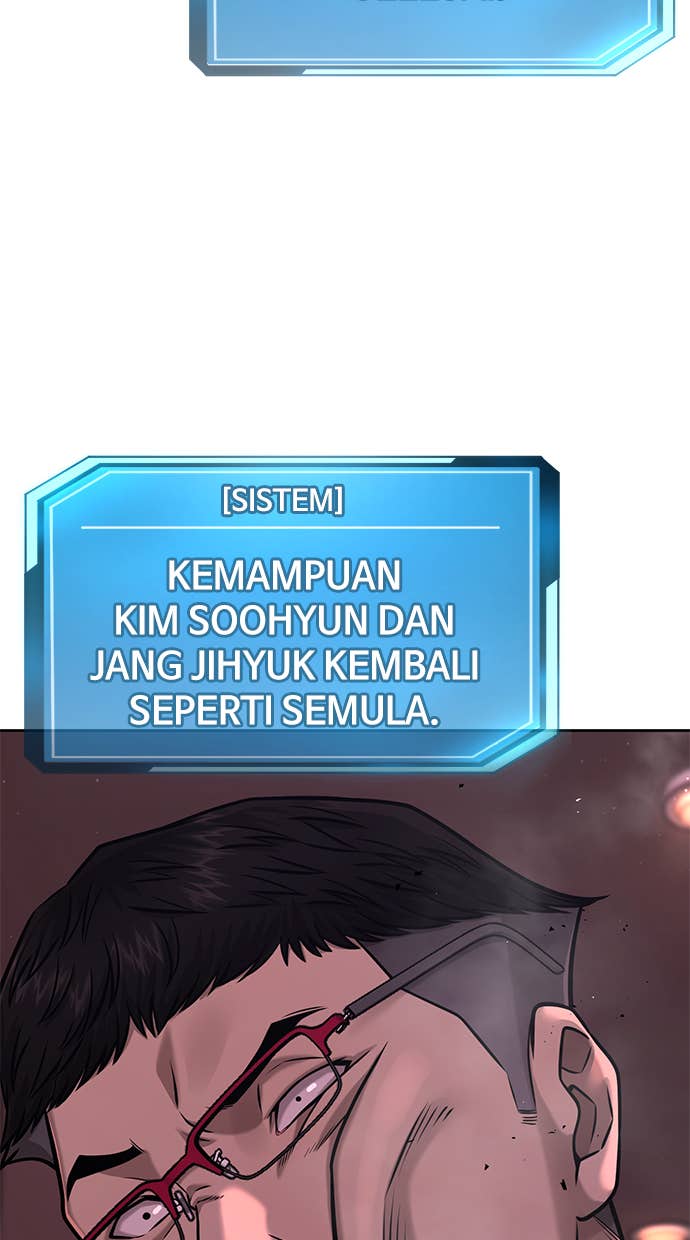 [SISTEM]
KEMAMPUAN
KIM SOOHYUN DAN
JANG JIHYUK KEMBALI
SEPERTI SEMULA.